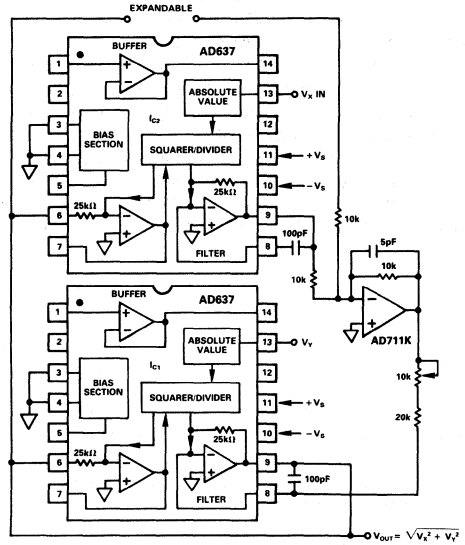 EXPANDABLE
BUFFER
AD637
1
14
2
ABSOLUTE VALUE
13
VX IN
3
IC2
12
BIAS SECTION
4
SQUARER/DIVIDER
11
+VS
5
25kΩ
10
-VS
6
25kΩ
9
100pF
10k
5pF
7
FILTER
8
10k
10k
AD711K
BUFFER
AD637
1
14
2
ABSOLUTE VALUE
13
VY
3
IC1
12
10k
BIAS SECTION
4
SQUARER/DIVIDER
11
+VS
20k
5
25kΩ
10
-VS
6
25kΩ
9
100pF
7
FILTER
8
VOUT = √VX² + VY²